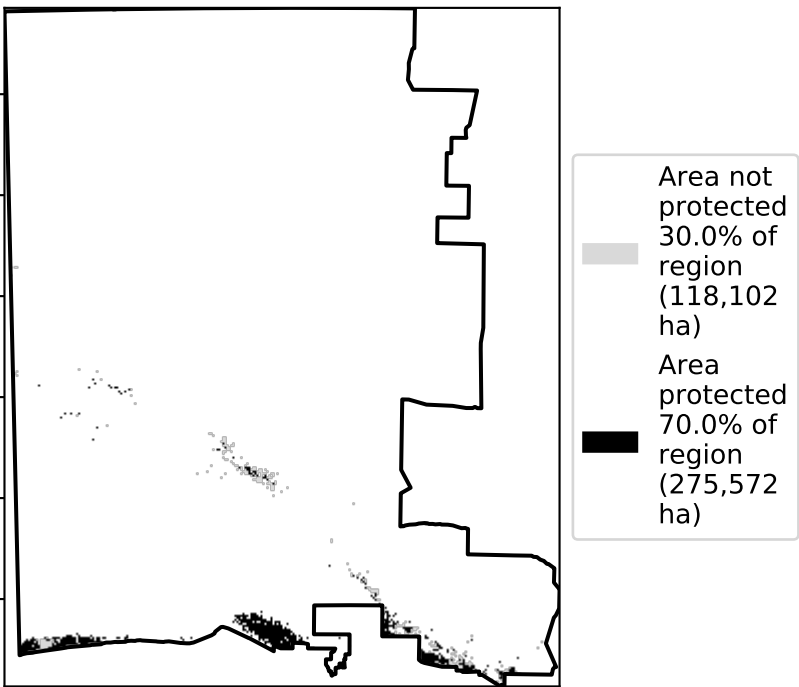 Area not
protected
30.0% of
region
(118,102
ha)
Area
protected
70.0% of
region
(275,572
ha)